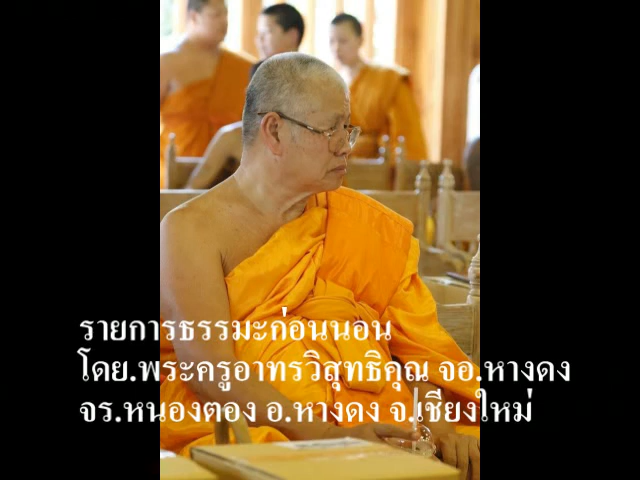 รายการธรรมะก่อนนอน
โดย.พระครูอาทรวิสุทธิคุณ จอ.หางดง
จร.หนองตอง อ.หางดง จ.เชียงใหม่